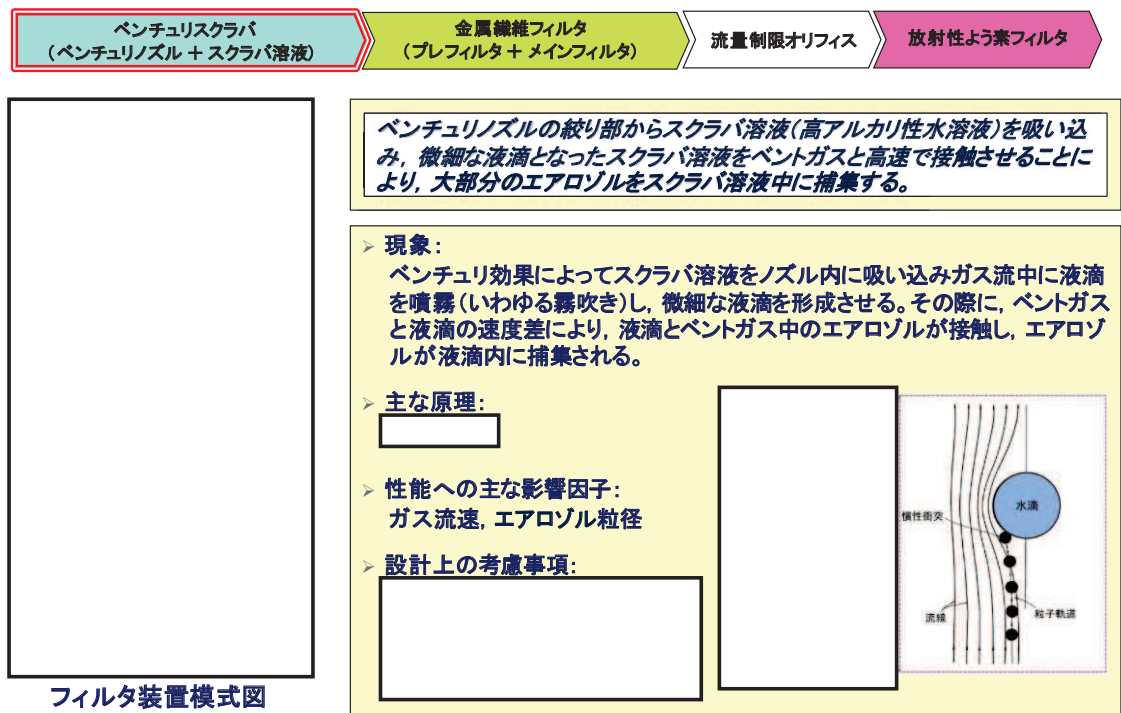 ベンチュリスクラバ
(ベンチュリノズル + スクラバ溶液)
金属繊維フィルタ
(プレフィルタ + メインフィルタ)
流量制限オリフィス
放射性よう素フィルタ
ベンチュリノズルの絞り部からスクラバ溶液(高アルカリ性水溶液)を吸い込
み，微細な液滴となったスクラバ溶液をベントガスと高速で接触させることに
より，大部分のエアロゾルをスクラバ溶液中に捕集する。
➢ 現象：
ベンチュリ効果によってスクラバ溶液をノズル内に吸い込みガス流中に液滴
を噴霧(いわゆる霧吹き)し，微細な液滴を形成させる。その際に，ベントガス
と液滴の速度差により，液滴とベントガス中のエアロゾルが接触し，エアロゾ
ルが液滴内に捕集される。
➢ 主な原理：
➢ 性能への主な影響因子：
ガス流速，エアロゾル粒径
➢ 設計上の考慮事項：
水滴
慣性衝突
流線
粒子軌道
フィルタ装置模式図